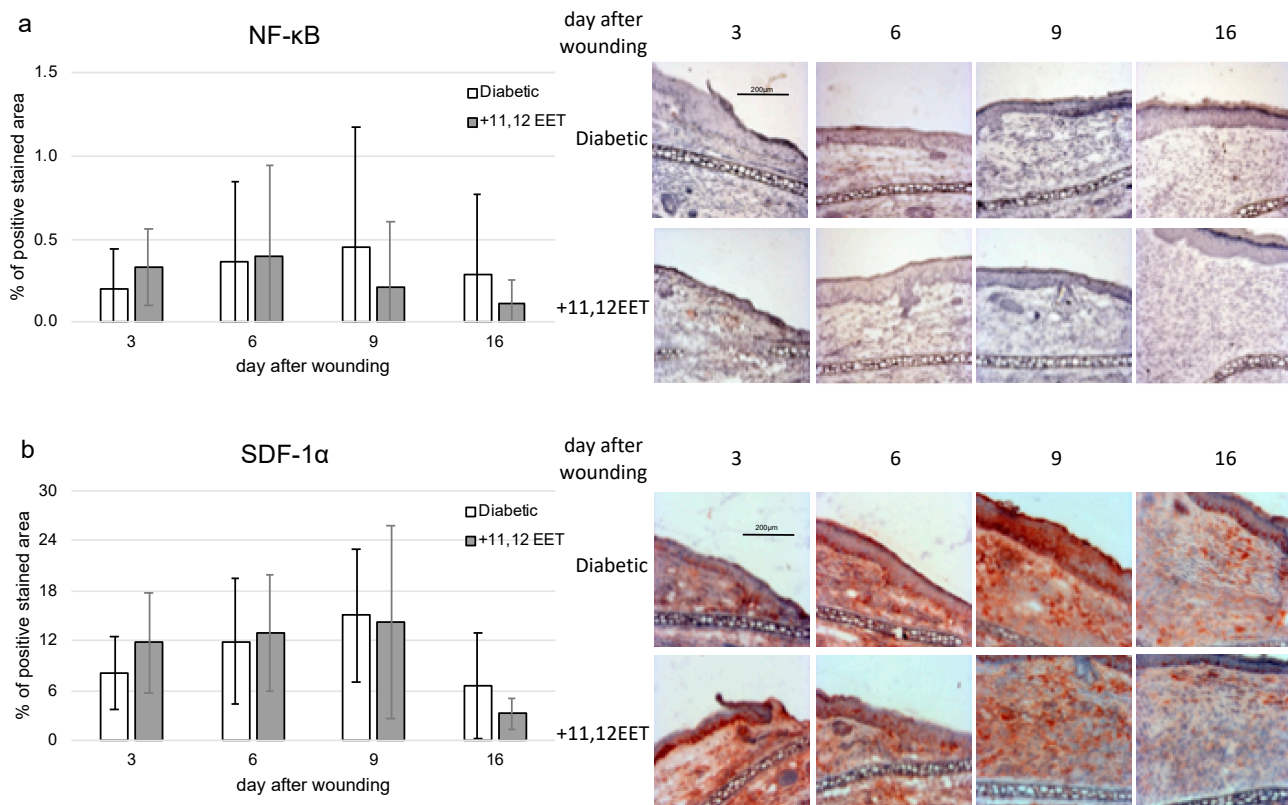 a
NF-κB
% of positive stained area
1.5
1.0
0.5
0.0
Diabetic
+11,12 EET
3 6 9 16
day after wounding
day after
wounding
3 6 9 16
200µm
Diabetic
+11,12EET
b
SDF-1α
% of positive stained area
30
24
18
12
6
0
Diabetic
+11,12 EET
3 6 9 16
day after wounding
day after
wounding
3 6 9 16
200µm
Diabetic
+11,12EET